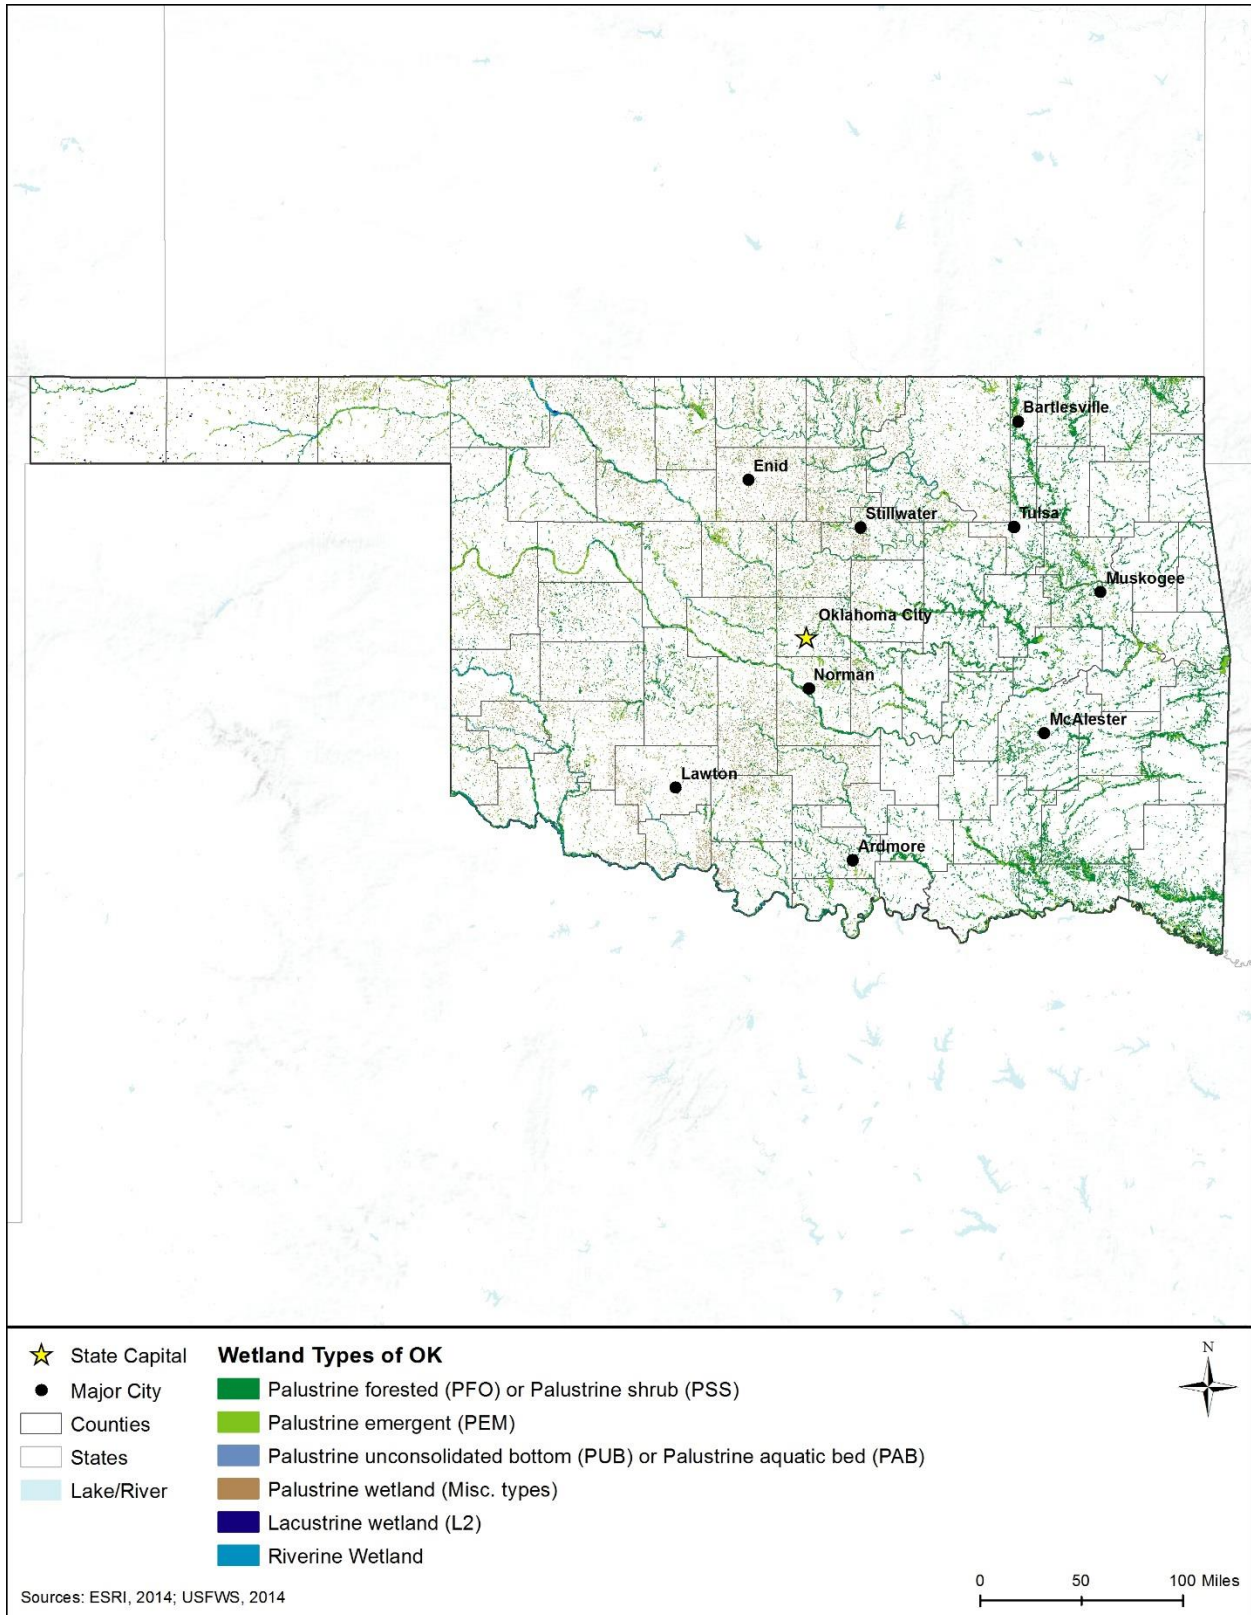 Bartlesville
Enid
Stillwater
Tulsa
Muskogee
Oklahoma City
Norman
McAlester
Lawton
Ardmore
State Capital
Major City
Counties
States
Lake/River
Wetland Types of OK
Palustrine forested (PFO) or Palustrine shrub (PSS)
Palustrine emergent (PEM)
Palustrine unconsolidated bottom (PUB) or Palustrine aquatic bed (PAB)
Palustrine wetland (Misc. types)
Lacustrine wetland (L2)
Riverine Wetland
N
0 50 100 Miles
Sources: ESRI, 2014; USFWS, 2014